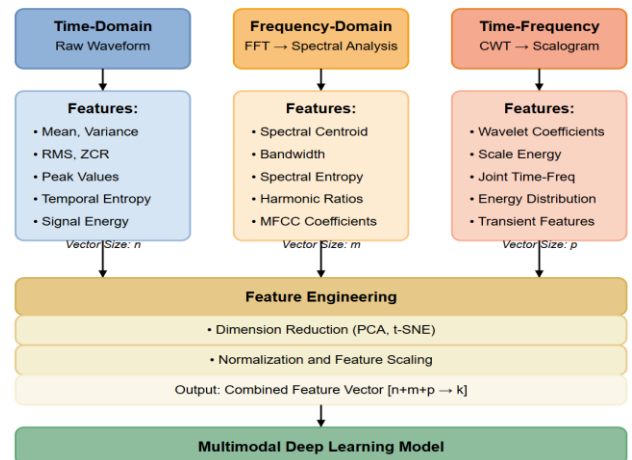 Time-Domain
Raw Waveform
Features:
• Mean, Variance
• RMS, ZCR
• Peak Values
• Temporal Entropy
• Signal Energy
Vector Size: n
Frequency-Domain
FFT → Spectral Analysis
Features:
• Spectral Centroid
• Bandwidth
• Spectral Entropy
• Harmonic Ratios
• MFCC Coefficients
Vector Size: m
Time-Frequency
CWT → Scalogram
Features:
• Wavelet Coefficients
• Scale Energy
• Joint Time-Freq
• Energy Distribution
• Transient Features
Vector Size: p
Feature Engineering
• Dimension Reduction (PCA, t-SNE)
• Normalization and Feature Scaling
Output: Combined Feature Vector [n+m+p → k]
Multimodal Deep Learning Model